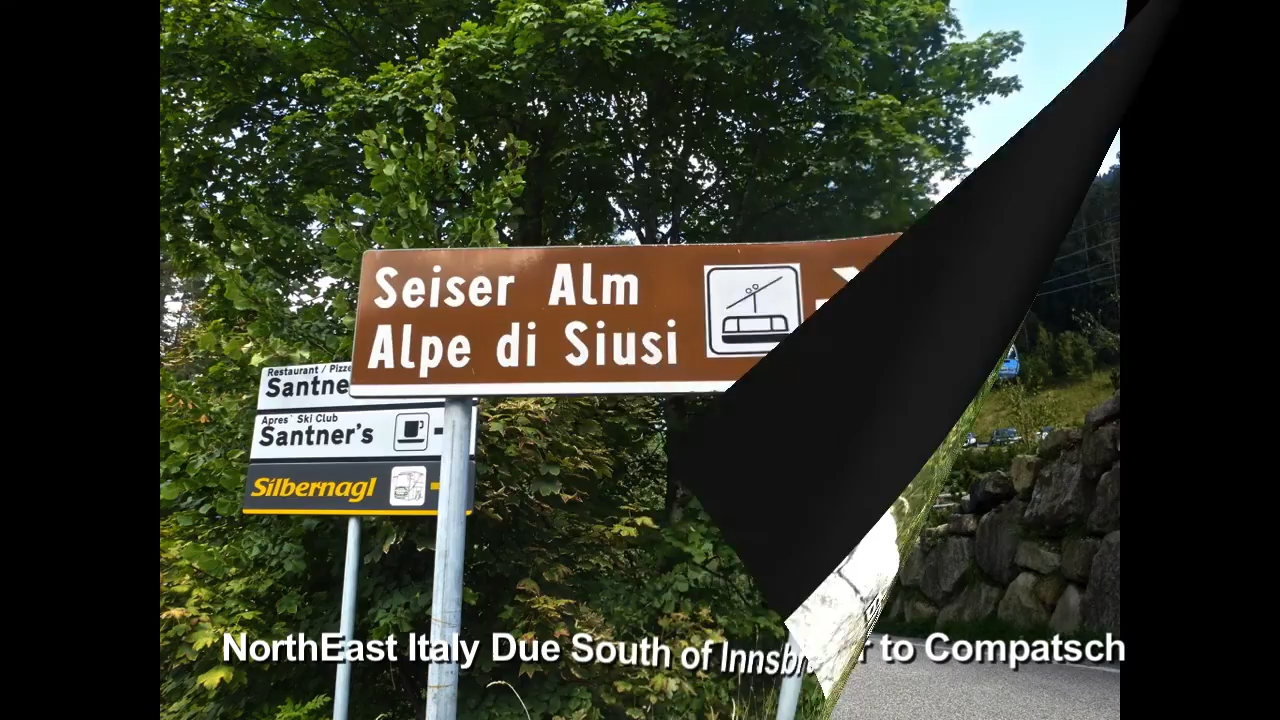 Seiser Alm
Alpe di Siusi
Restaurant / Pizze
Santne
Apres` Ski Club
Santner's
Silbernagl
NorthEast Italy Due South of Innsbr
r to Compatsch